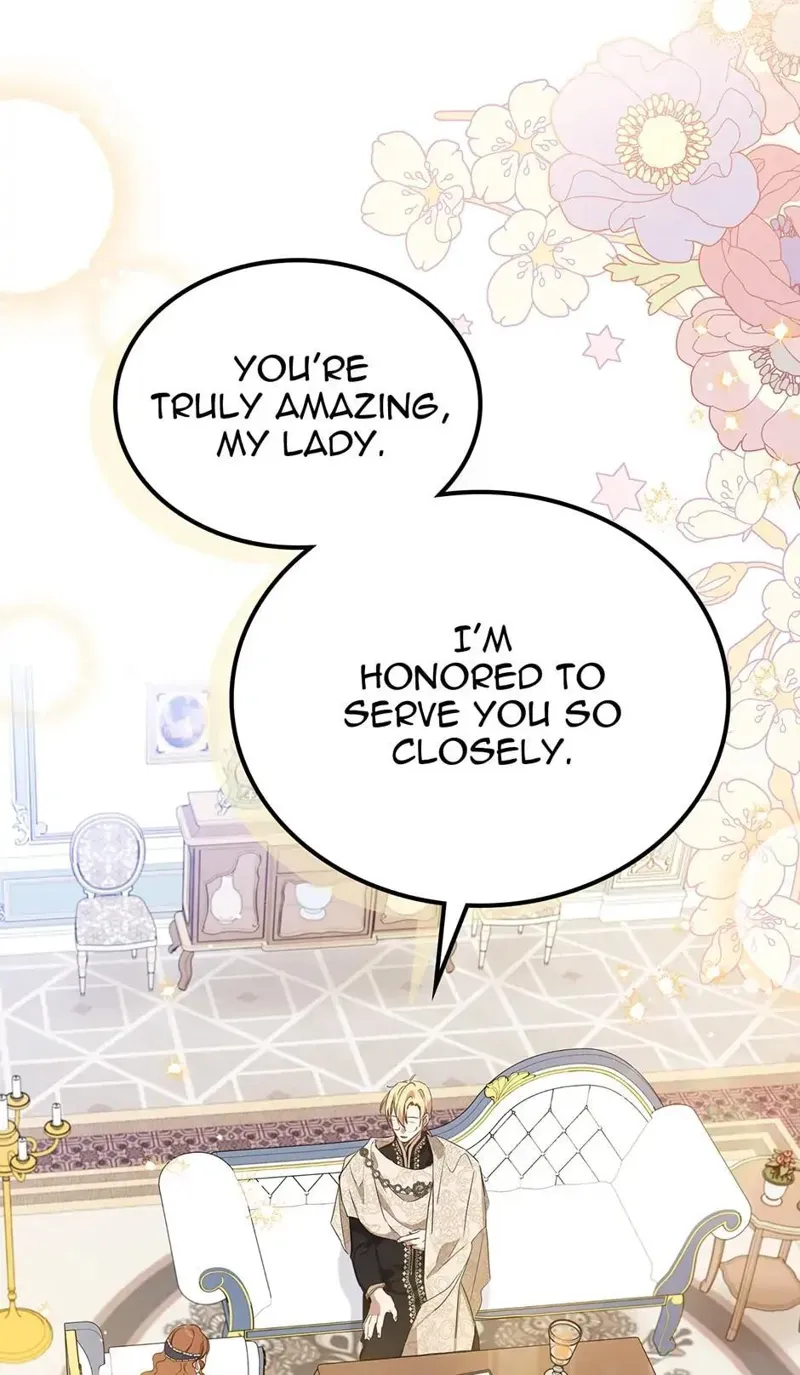 YOU'RE
TRULY AMAZING,
MY LADY.
I'M
HONORED TO
SERVE YOU SO
CLOSELY.